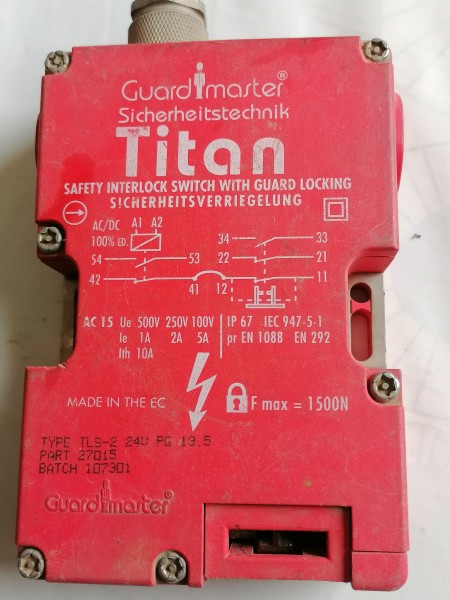 Guardmaster®
Sicherheitstechnik
Titan
SAFETY INTERLOCK SWITCH WITH GUARD LOCKING
SICHERHEITSVERRIEGELUNG
AC/DC A1 A2
100% ED.
34 33
54 53 22 21
42 41 12 11
AC 15 Ue 500V 250V 100V IP 67 IEC 947-5-1
Ie 1A 2A 5A pr EN 1088 EN 292
Ith 10A
MADE IN THE EC F max = 1500N
TYPE TLS-2 24V PG 13.5
PART 27015
BATCH 107301
Guardmaster®